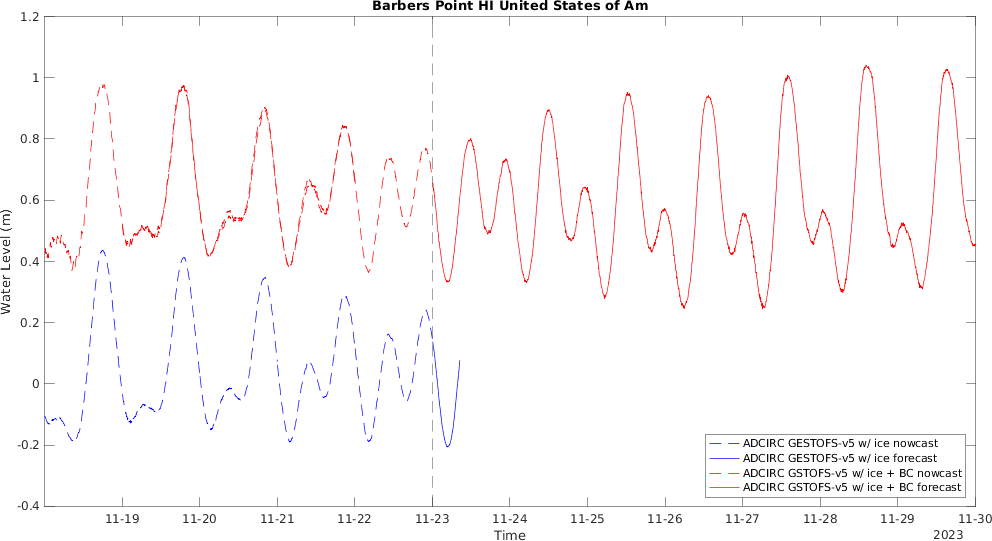 Barbers Point HI United States of Am
Water Level (m)
1.2
1
0.8
0.6
0.4
0.2
0
-0.2
-0.4
ADCIRC GESTOFS-v5 w/ ice nowcast
ADCIRC GESTOFS-v5 w/ ice forecast
ADCIRC GSTOFS-v5 w/ ice + BC nowcast
ADCIRC GSTOFS-v5 w/ ice + BC forecast
11-19 11-20 11-21 11-22 11-23 11-24 11-25 11-26 11-27 11-28 11-29 11-30
Time
2023